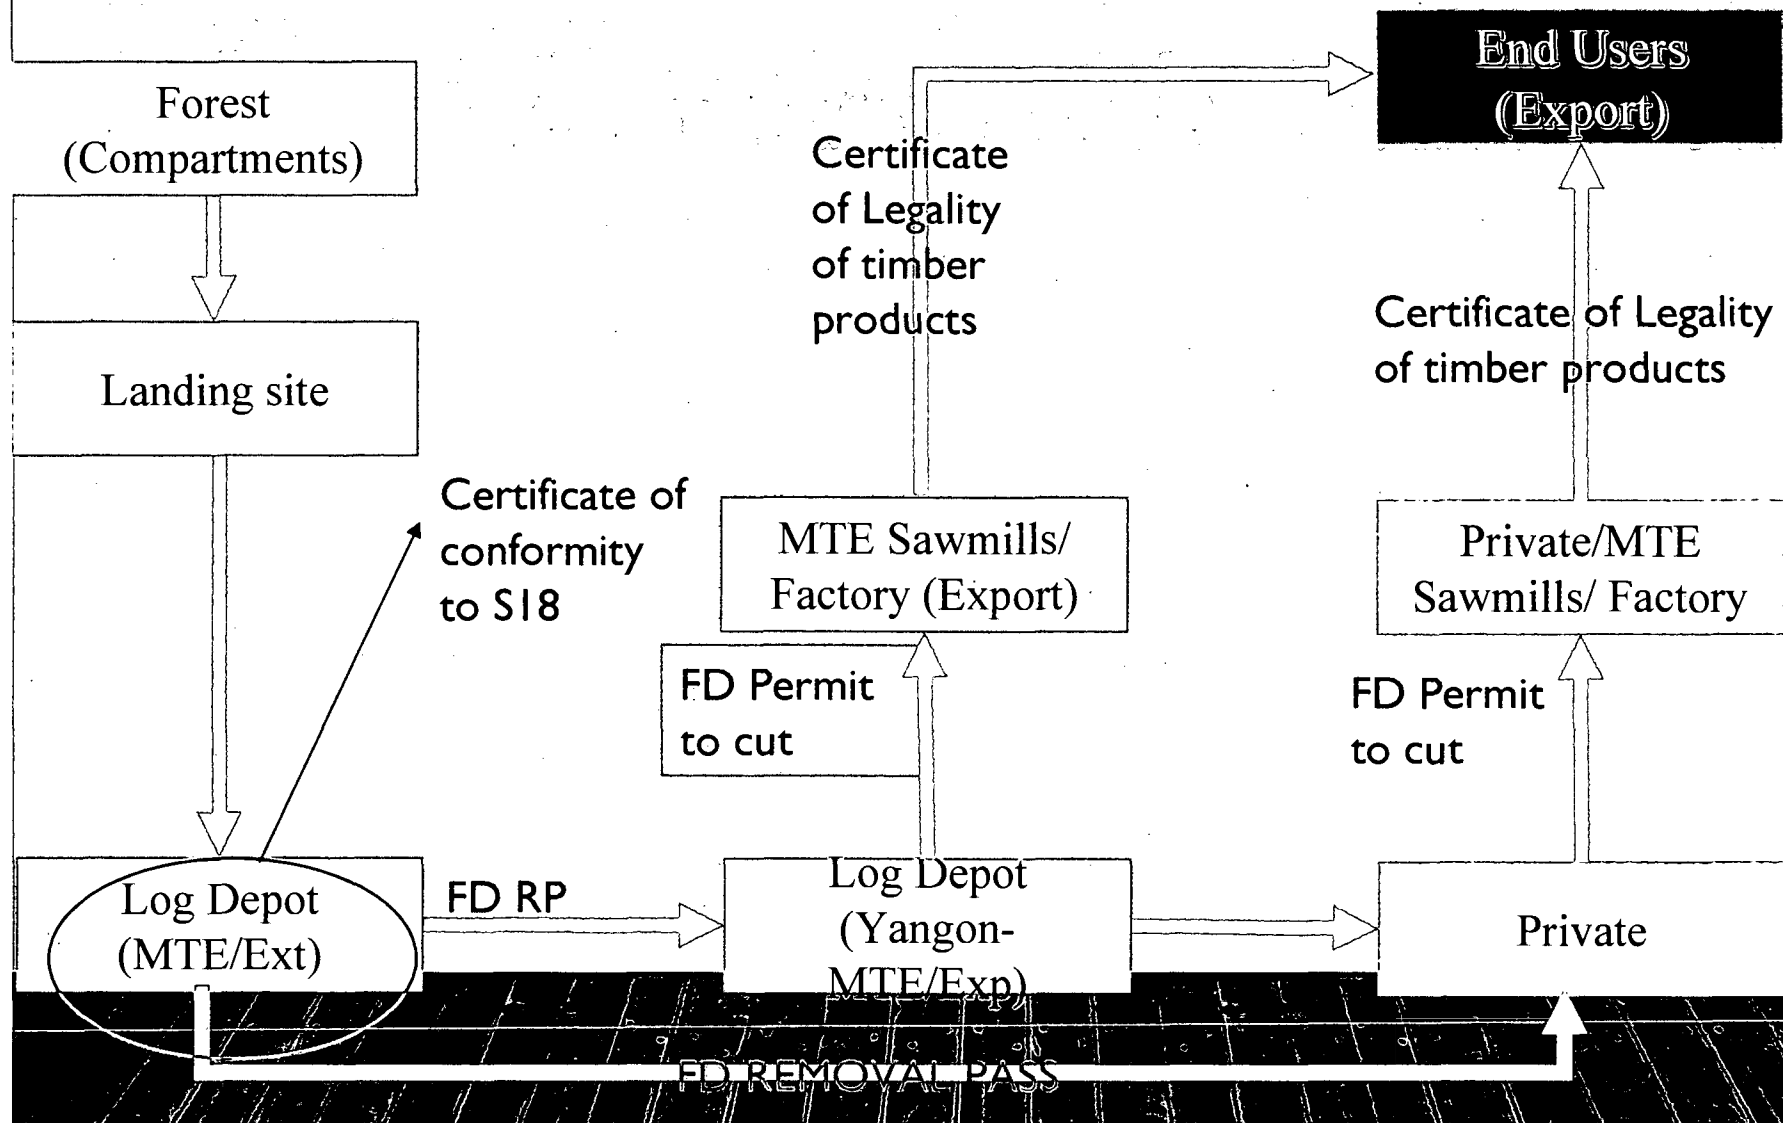 End Users
(Export)
Forest
(Compartments)
Certificate
of Legality
of timber
products
Certificate of Legality
of timber products
Landing site
Certificate of
conformity
to S18
MTE Sawmills/
Factory (Export)
Private/MTE
Sawmills/ Factory
FD Permit
to cut
FD Permit
to cut
Log Depot
(MTE/Ext)
FD RP
Log Depot
(Yangon-
MTE/Exp)
Private
FD REMOVAL PASS